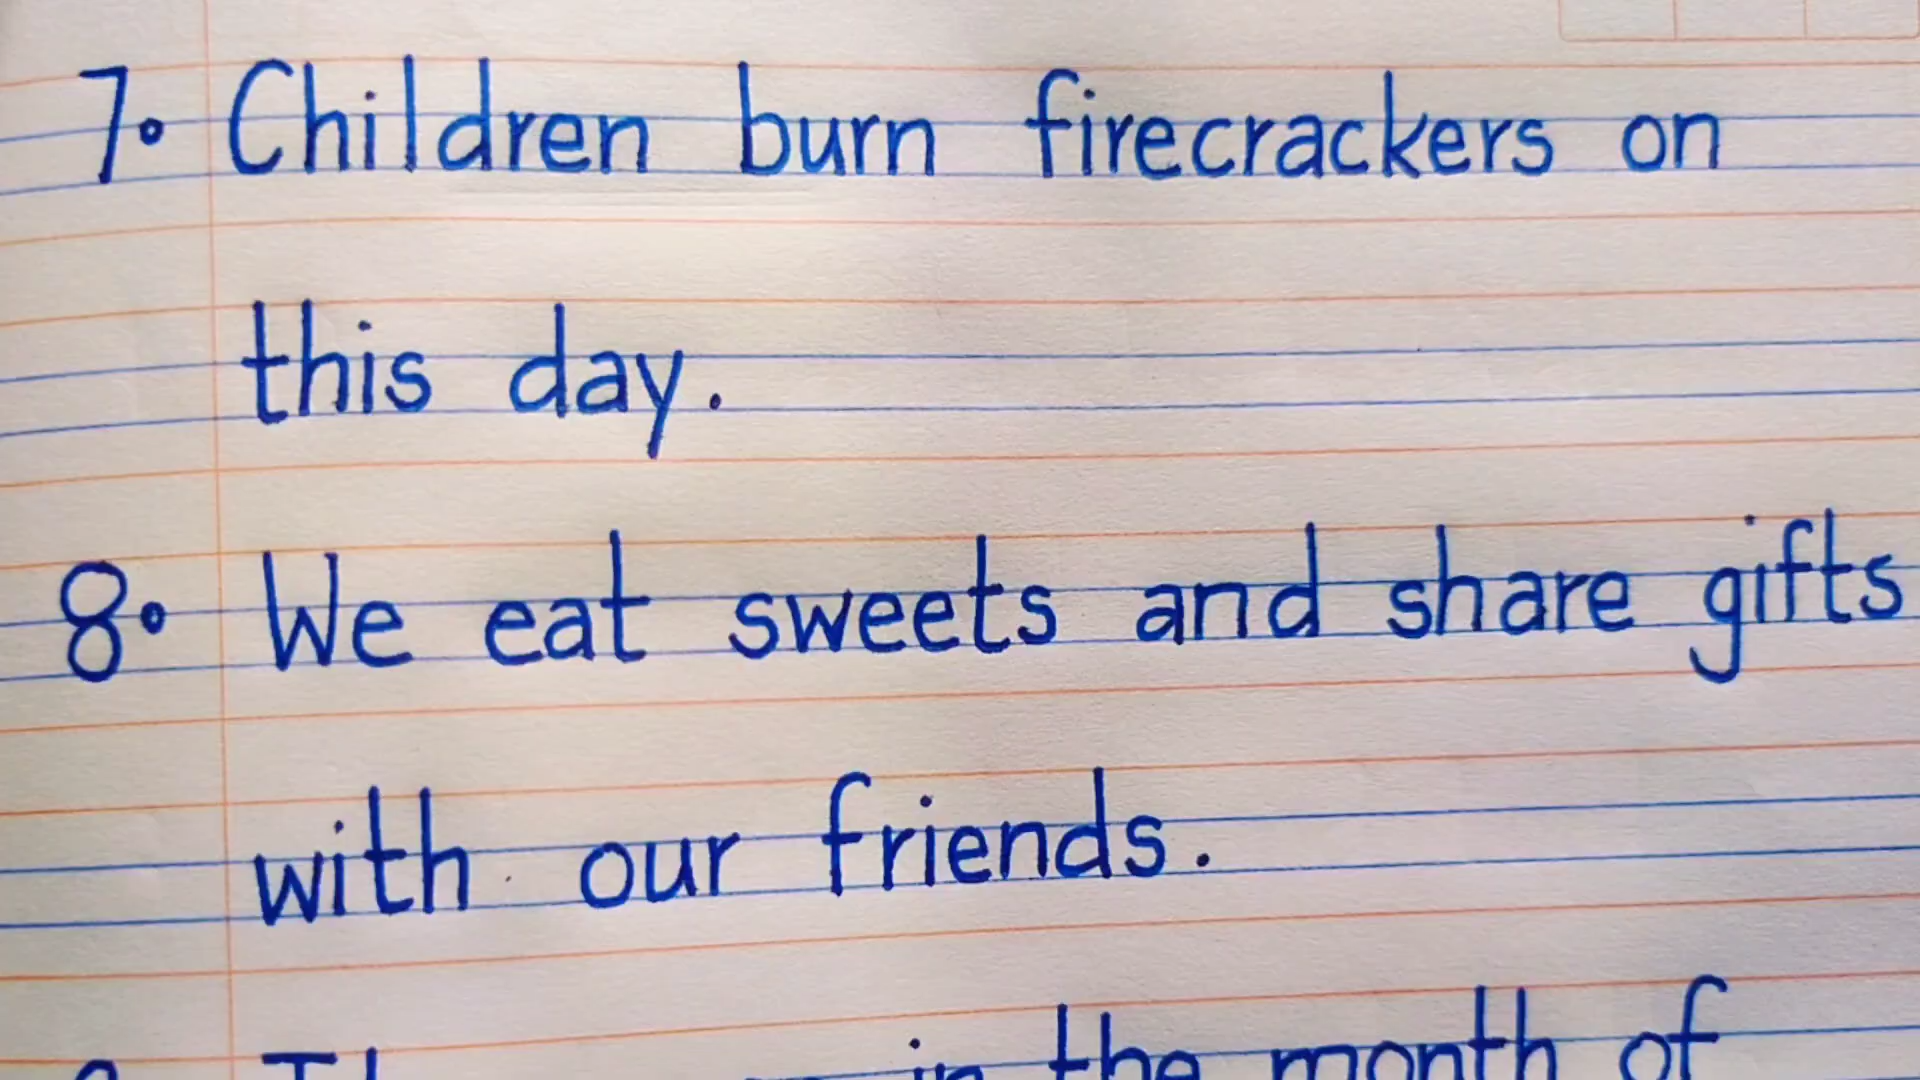 7. Children burn firecrackers on
this day.
8. We eat sweets and share gifts
with our friends.
in the month of